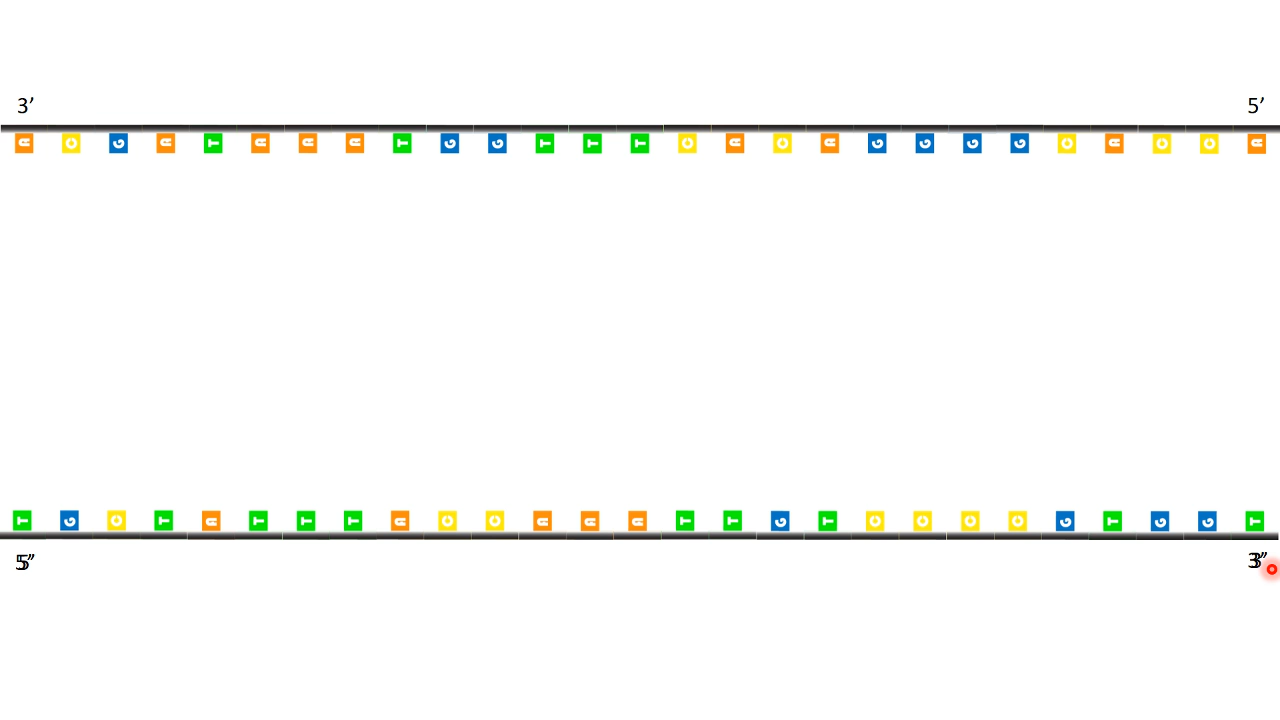 3’ 5’
A C G A T A A A T G G T T T C A C A G G G G C A C C A
T G C T A T T T A C C A A A T T G T C C C C G T G G T
5’ 3’